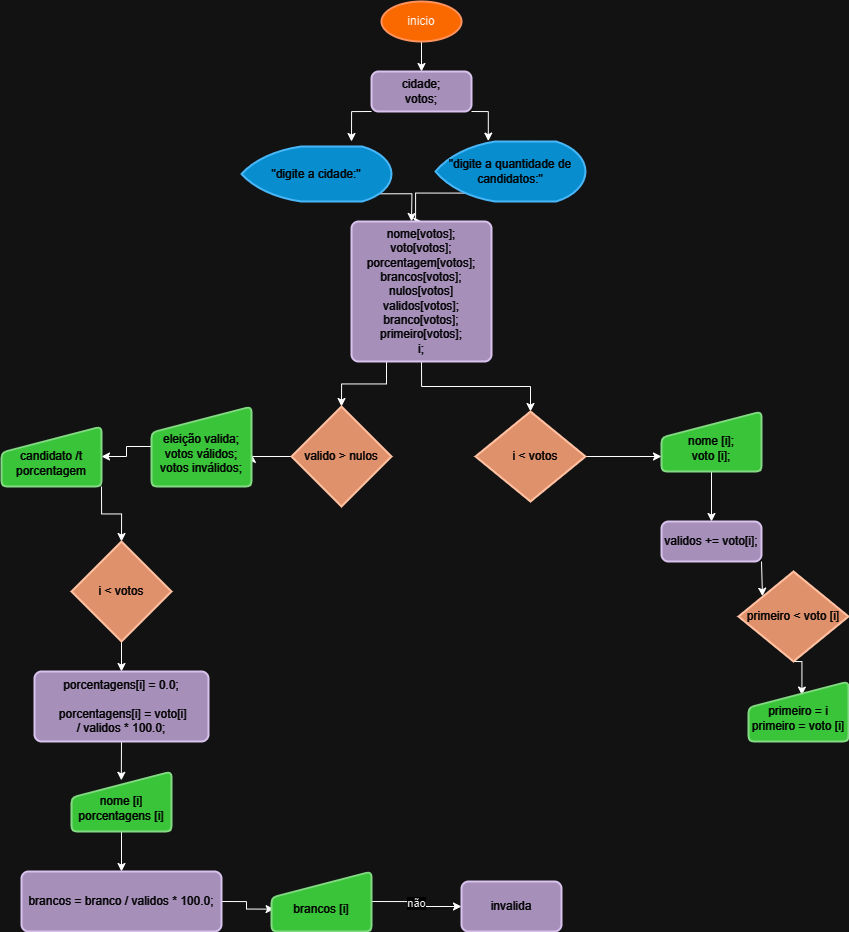 inicio
cidade;
votos;
"digite a cidade:"
"digite a quantidade de
candidatos:"
nome[votos];
voto[votos];
porcentagem[votos];
brancos[votos];
nulos[votos]
validos[votos];
branco[votos];
primeiro[votos];
i;
candidato /t
porcentagem
eleição valida;
votos válidos;
votos inválidos;
valido > nulos
i < votos
nome [i];
voto [i];
validos += voto[i];
primeiro < voto [i]
primeiro = i
primeiro = voto [i]
i < votos
porcentagens[i] = 0.0;
porcentagens[i] = voto[i]
/ validos * 100.0;
nome [i]
porcentagens [i]
brancos = branco / validos * 100.0;
brancos [i]
não
invalida